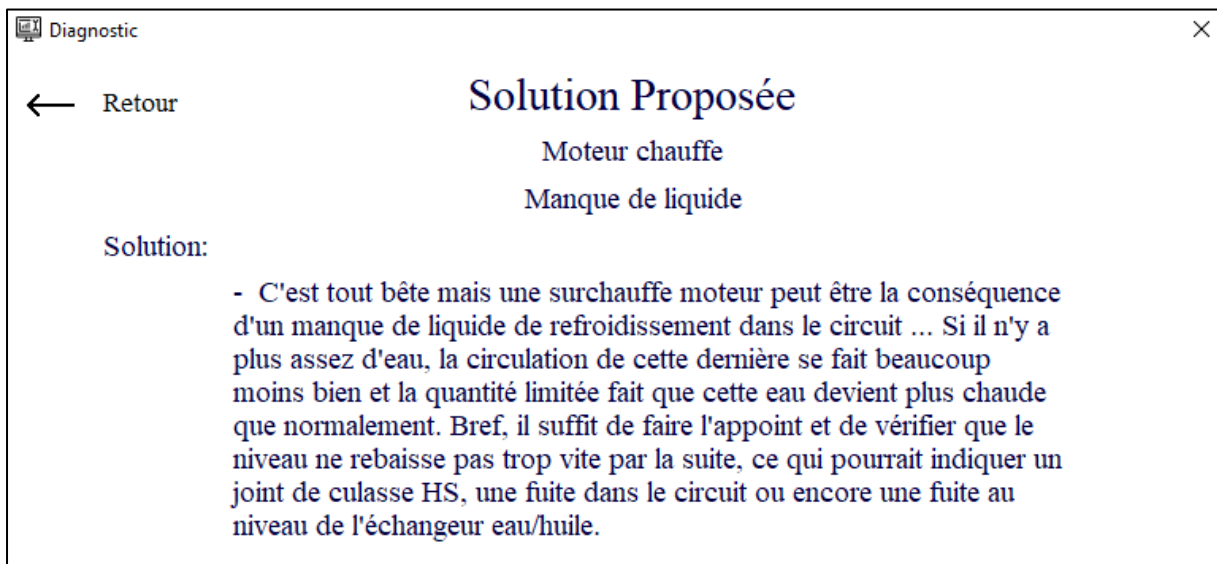 Diagnostic
Retour
Solution Proposée
Moteur chauffe
Manque de liquide
Solution:
- C'est tout bête mais une surchauffe moteur peut être la conséquence
d'un manque de liquide de refroidissement dans le circuit ... Si il n'y a
plus assez d'eau, la circulation de cette dernière se fait beaucoup
moins bien et la quantité limitée fait que cette eau devient plus chaude
que normalement. Bref, il suffit de faire l'appoint et de vérifier que le
niveau ne rebaisse pas trop vite par la suite, ce qui pourrait indiquer un
joint de culasse HS, une fuite dans le circuit ou encore une fuite au
niveau de l'échangeur eau/huile.